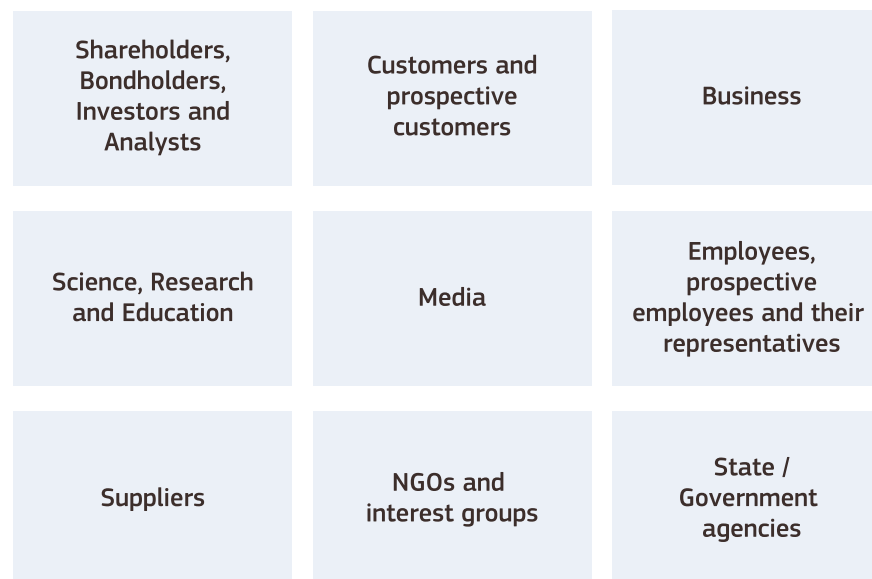 Shareholders,
Bondholders,
Investors and
Analysts
Customers and
prospective
customers
Business
Science, Research
and Education
Media
Employees,
prospective
employees and their
representatives
Suppliers
NGOs and
interest groups
State /
Government
agencies